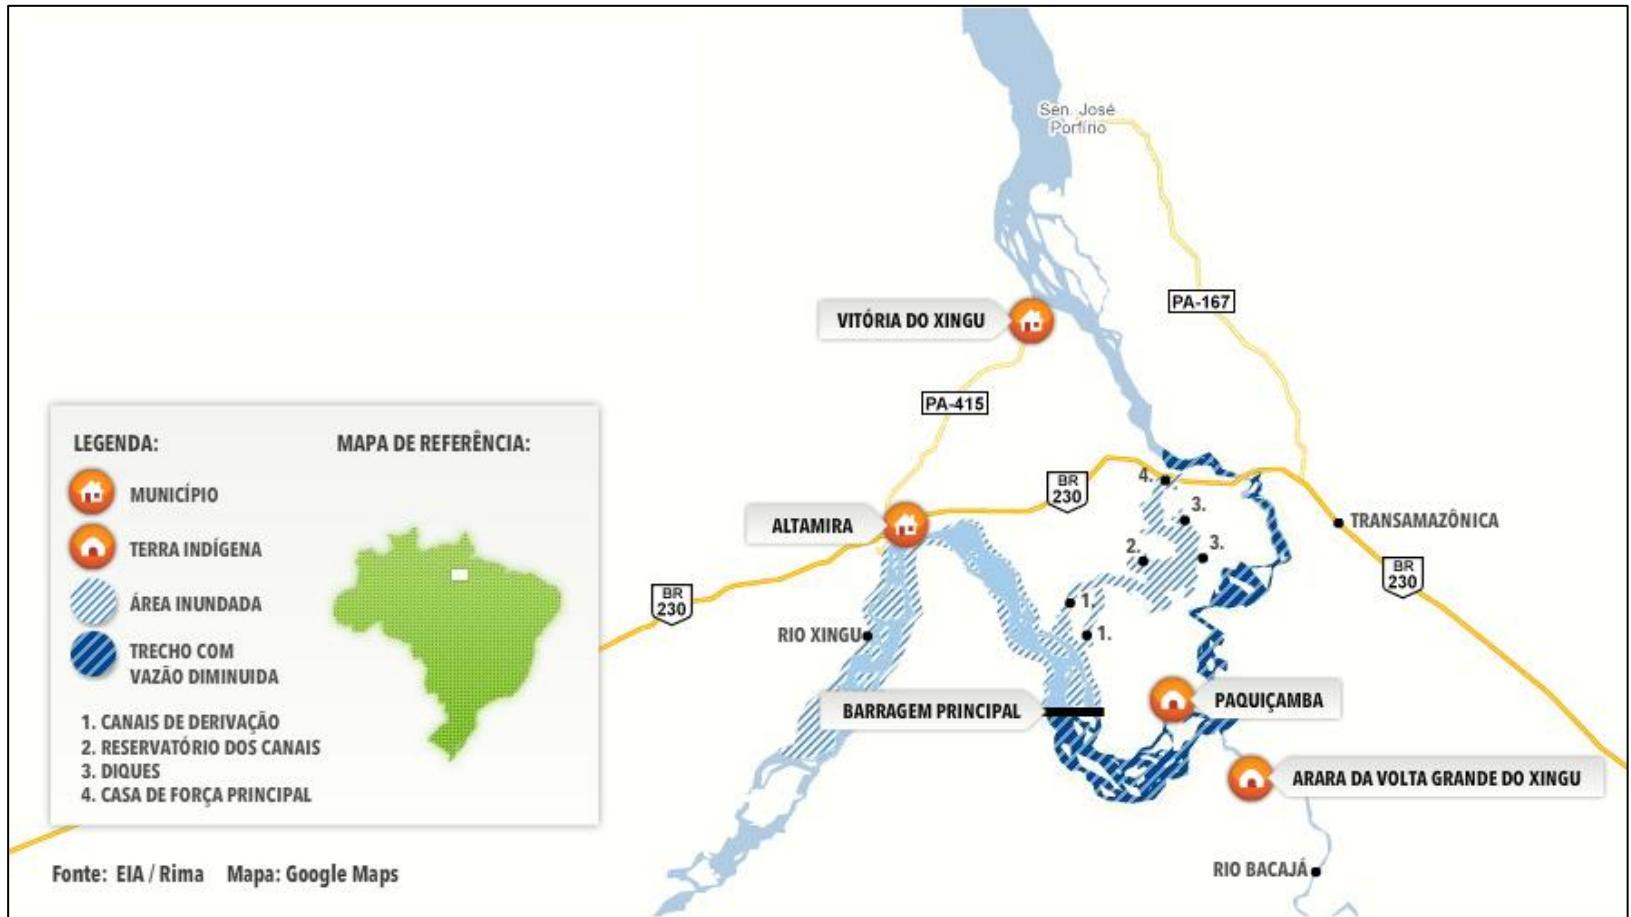 Sen. José
Porfírio
PA-167
VITÓRIA DO XINGU
PA-415
LEGENDA:
MAPA DE REFERÊNCIA:
MUNICÍPIO
TERRA INDÍGENA
ÁREA INUNDADA
TRECHO COM
VAZÃO DIMINUIDA
1. CANAIS DE DERIVAÇÃO
2. RESERVATÓRIO DOS CANAIS
3. DIQUES
4. CASA DE FORÇA PRINCIPAL
BR
230
4.
ALTAMIRA
3.
TRANSAMAZÔNICA
2.
3.
BR
230
BR
230
1.
RIO XINGU
1.
PAQUIÇAMBA
BARRAGEM PRINCIPAL
ARARA DA VOLTA GRANDE DO XINGU
RIO BACAJÁ
Fonte: EIA / Rima Mapa: Google Maps